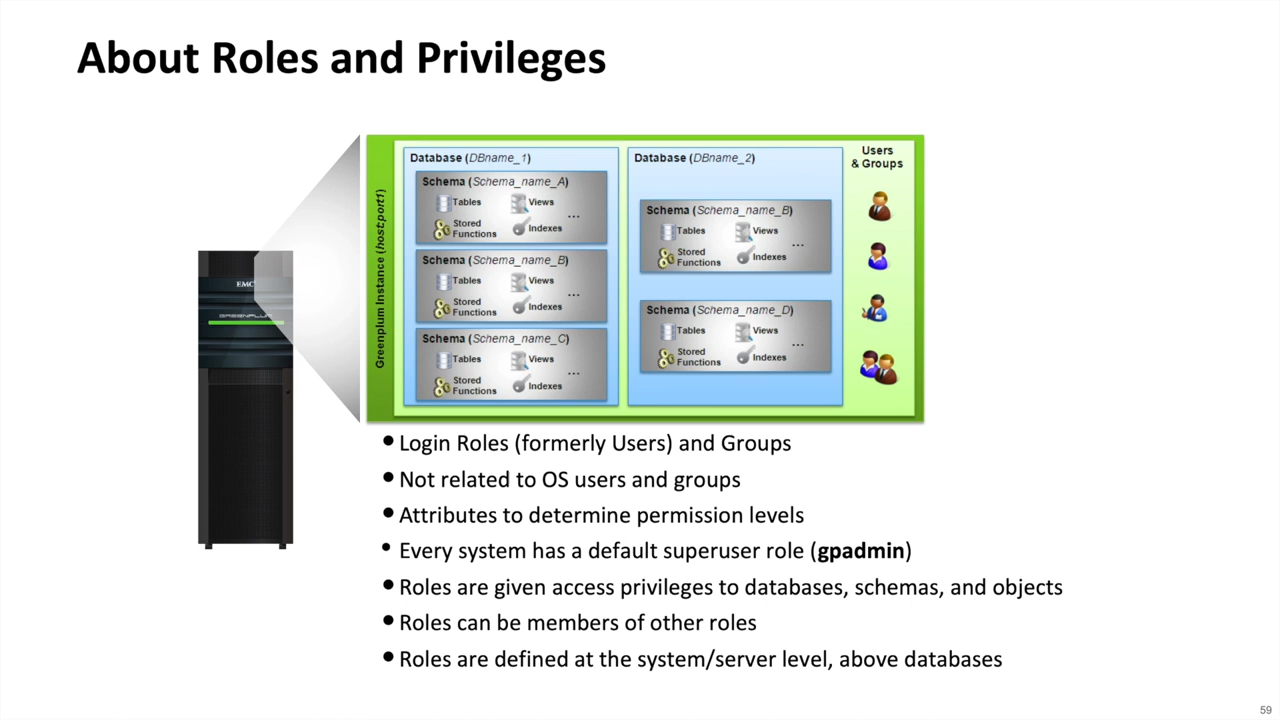 About Roles and Privileges
EMC
GREENPLUM
Greenplum Instance (host:port1)
Database (DBname_1)
Schema (Schema_name_A)
Tables
Views
Stored
Functions
Indexes
...
Schema (Schema_name_B)
Tables
Views
Stored
Functions
Indexes
...
Schema (Schema_name_C)
Tables
Views
Stored
Functions
Indexes
...
Database (DBname_2)
Schema (Schema_name_B)
Tables
Views
Stored
Functions
Indexes
...
Schema (Schema_name_D)
Tables
Views
Stored
Functions
Indexes
...
Users
& Groups
• Login Roles (formerly Users) and Groups
• Not related to OS users and groups
• Attributes to determine permission levels
• Every system has a default superuser role (gpadmin)
• Roles are given access privileges to databases, schemas, and objects
• Roles can be members of other roles
• Roles are defined at the system/server level, above databases
59